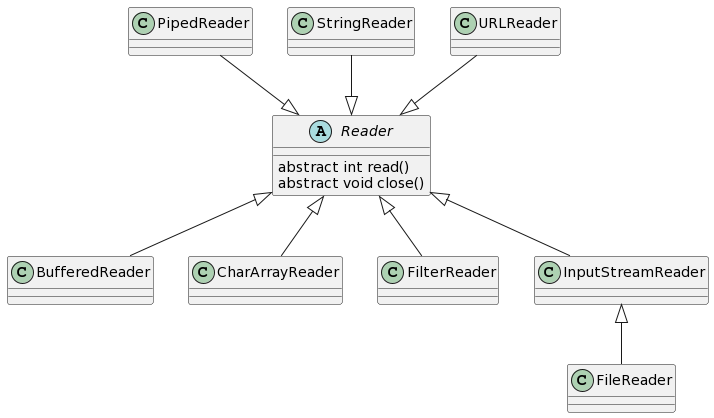 C PipedReader
C StringReader
C URLReader
A Reader
abstract int read()
abstract void close()
C BufferedReader
C CharArrayReader
C FilterReader
C InputStreamReader
C FileReader